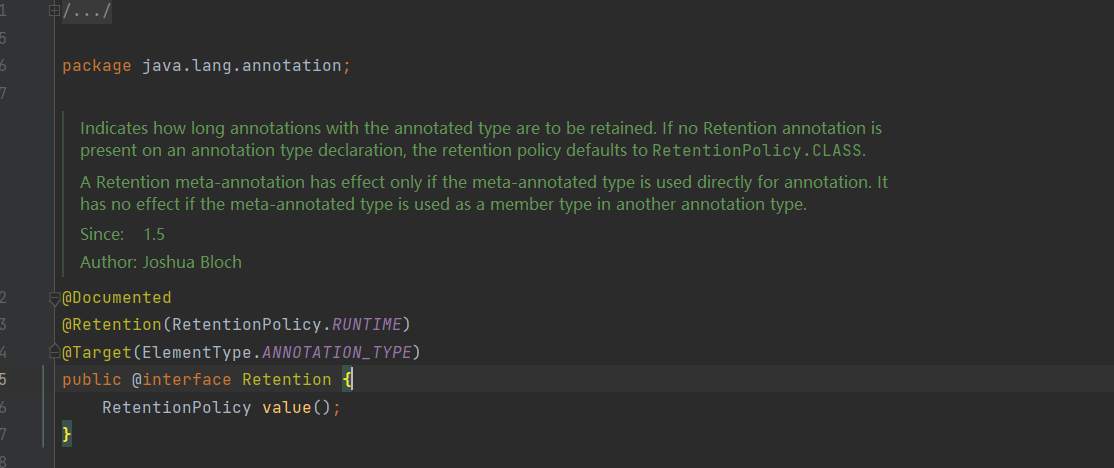 1 /.../
5
6 package java.lang.annotation;
7
Indicates how long annotations with the annotated type are to be retained. If no Retention annotation is
present on an annotation type declaration, the retention policy defaults to RetentionPolicy.CLASS.
A Retention meta-annotation has effect only if the meta-annotated type is used directly for annotation. It
has no effect if the meta-annotated type is used as a member type in another annotation type.
Since: 1.5
Author: Joshua Bloch
2 @Documented
3 @Retention(RetentionPolicy.RUNTIME)
4 @Target(ElementType.ANNOTATION_TYPE)
5 public @interface Retention {
6 RetentionPolicy value();
7 }
8